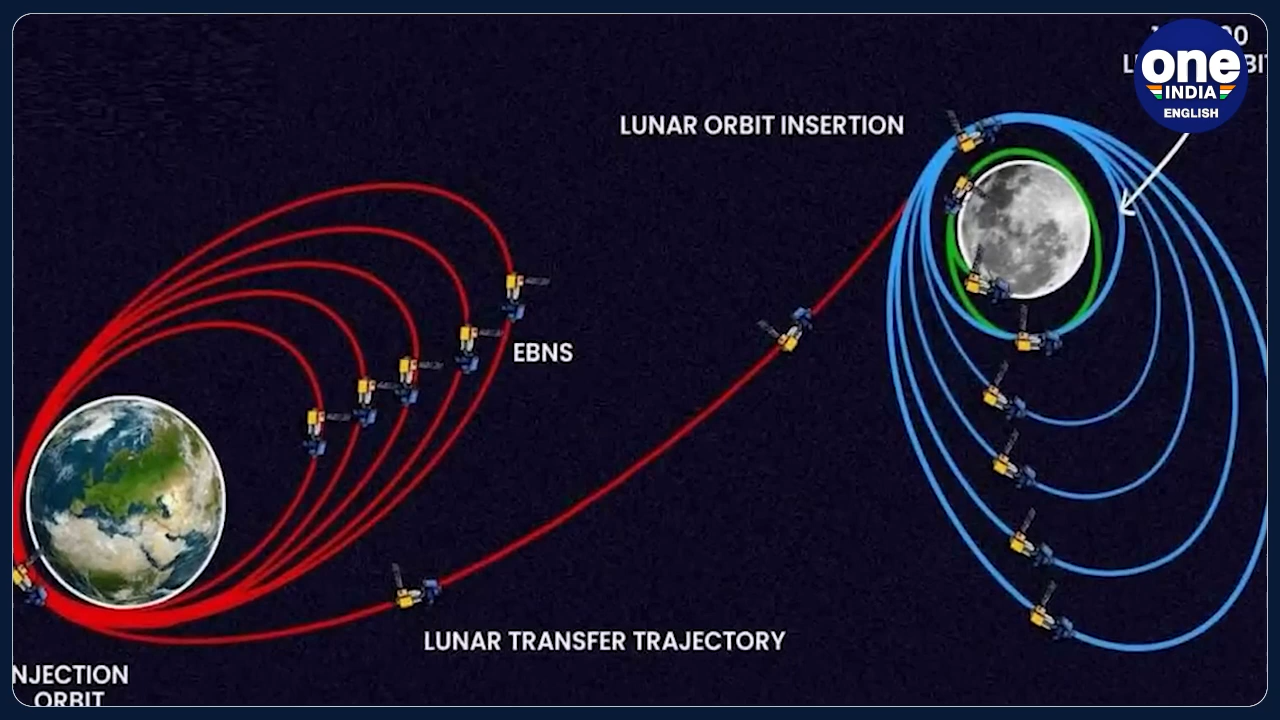 one
INDIA
ENGLISH
LUNAR ORBIT INSERTION
EBNS
LUNAR TRANSFER TRAJECTORY
NJECTION
ORBIT